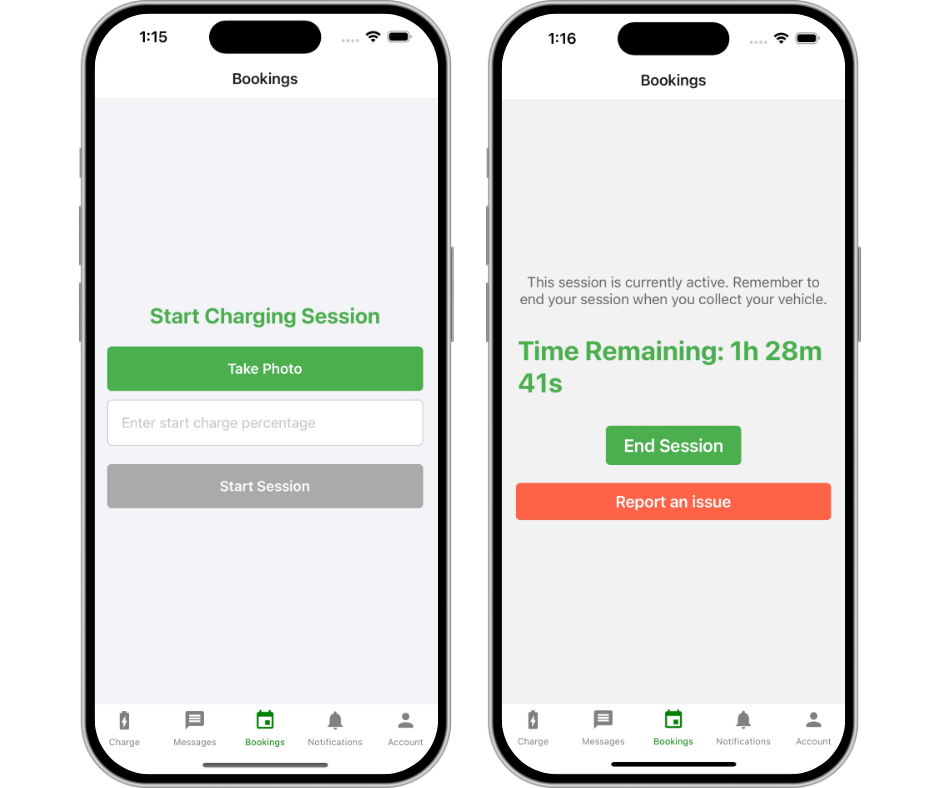 1:15
Bookings
Start Charging Session
Take Photo
Enter start charge percentage
Start Session
Charge
Messages
Bookings
Notifications
Account
1:16
Bookings
This session is currently active. Remember to
end your session when you collect your vehicle.
Time Remaining: 1h 28m
41s
End Session
Report an issue
Charge
Messages
Bookings
Notifications
Account